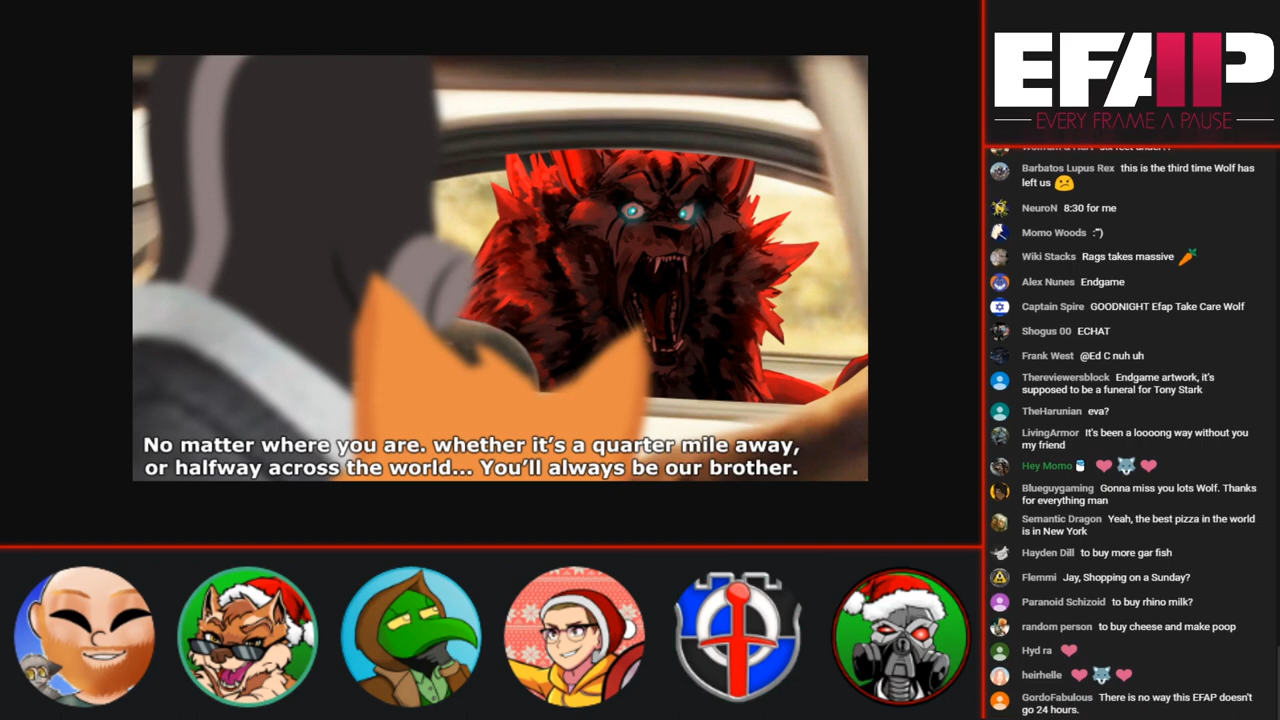 No matter where you are. whether it's a quarter mile away,
or halfway across the world... You'll always be our brother.
EFAP
EVERY FRAME A PAUSE
Barbatos Lupus Rex this is the third time Wolf has
left us
NeuroN 8:30 for me
Momo Woods :")
Wiki Stacks Rags takes massive
Alex Nunes Endgame
Captain Spire GOODNIGHT Efap Take Care Wolf
Shogus 00 ECHAT
Frank West @Ed C nuh uh
Thereviewersblock Endgame artwork, it's
supposed to be a funeral for Tony Stark
TheHarunian eva?
LivingArmor It's been a loooong way without you
my friend
Hey Momo
Blueguygaming Gonna miss you lots Wolf. Thanks
for everything man
Semantic Dragon Yeah, the best pizza in the world
is in New York
Hayden Dill to buy more gar fish
Flemmi Jay, Shopping on a Sunday?
Paranoid Schizoid to buy rhino milk?
random person to buy cheese and make poop
Hyd ra
heirhelle
GordoFabulous There is no way this EFAP doesn't
go 24 hours.